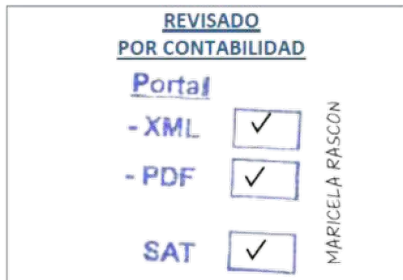 REVISADO
POR CONTABILIDAD
Portal
- XML ✓
- PDF ✓
SAT ✓
MARICELA RASCON